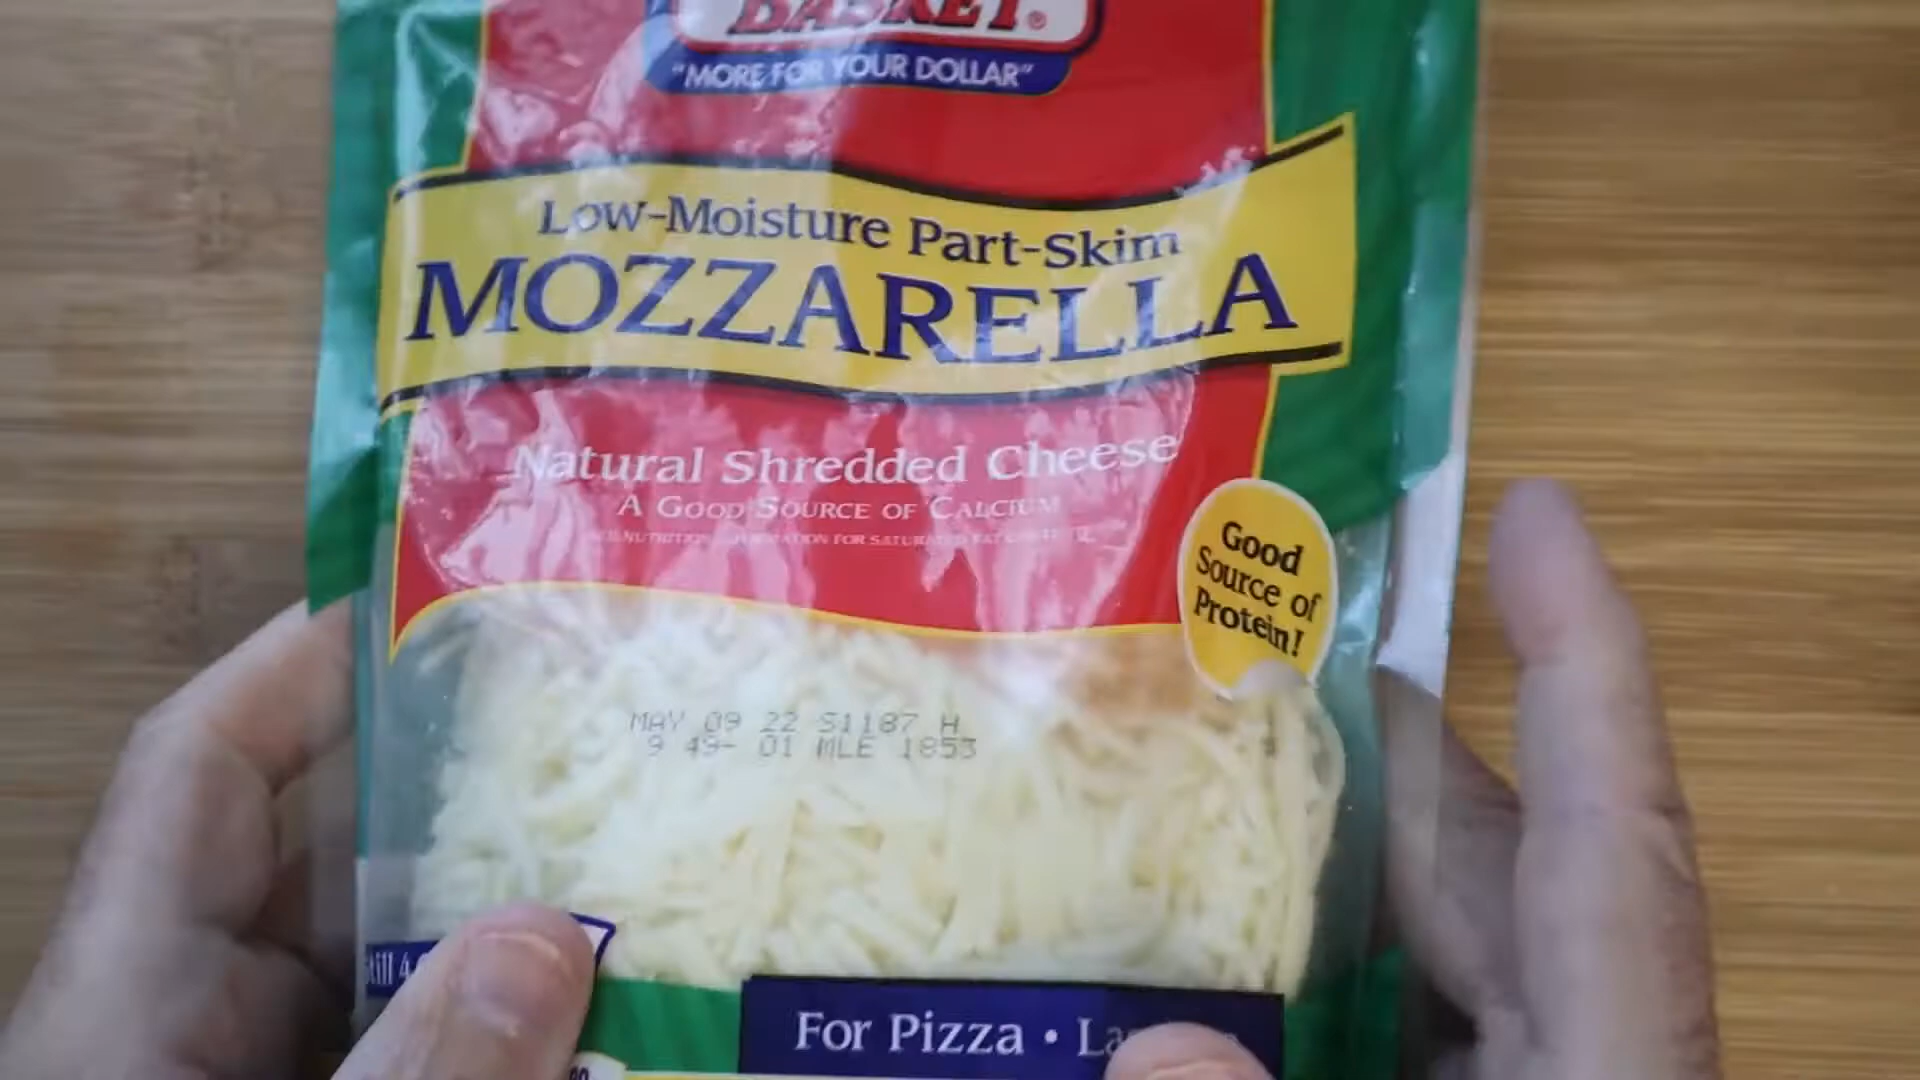 BASKET®
"MORE FOR YOUR DOLLAR"
Low-Moisture Part-Skim
MOZZARELLA
Natural Shredded Cheese
A Good Source of Calcium
Good
Source of
Protein!
MAY 09 22 S1187 H
9 49- 01 MLE 1853
For Pizza •